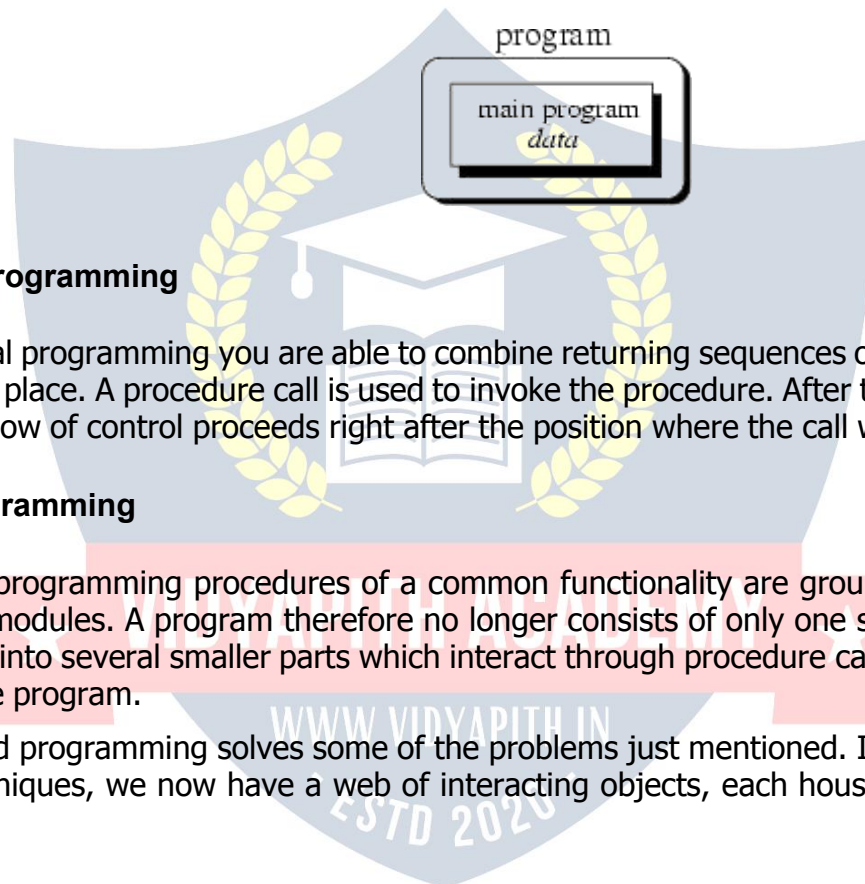 program
main program
data
rogramming
al programming you are able to combine returning sequences o
place. A procedure call is used to invoke the procedure. After t
ow of control proceeds right after the position where the call w
ramming
programming procedures of a common functionality are grou
modules. A program therefore no longer consists of only one s
into several smaller parts which interact through procedure ca
e program.
d programming solves some of the problems just mentioned. I
niques, we now have a web of interacting objects, each hous
VIDYAPITH ACADEMY
WWW VIDYAPITH IN
ESTD 2020